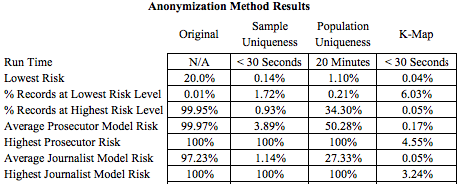 Anonymization Method Results
Original Sample Uniqueness Population Uniqueness K-Map
Run Time N/A < 30 Seconds 20 Minutes < 30 Seconds
Lowest Risk 20.0% 0.14% 1.10% 0.04%
% Records at Lowest Risk Level 0.01% 1.72% 0.21% 6.03%
% Records at Highest Risk Level 99.95% 0.93% 34.30% 0.05%
Average Prosecutor Model Risk 99.97% 3.89% 50.28% 0.17%
Highest Prosecutor Risk 100% 100% 100% 4.55%
Average Journalist Model Risk 97.23% 1.14% 27.33% 0.05%
Highest Journalist Model Risk 100% 100% 100% 3.24%